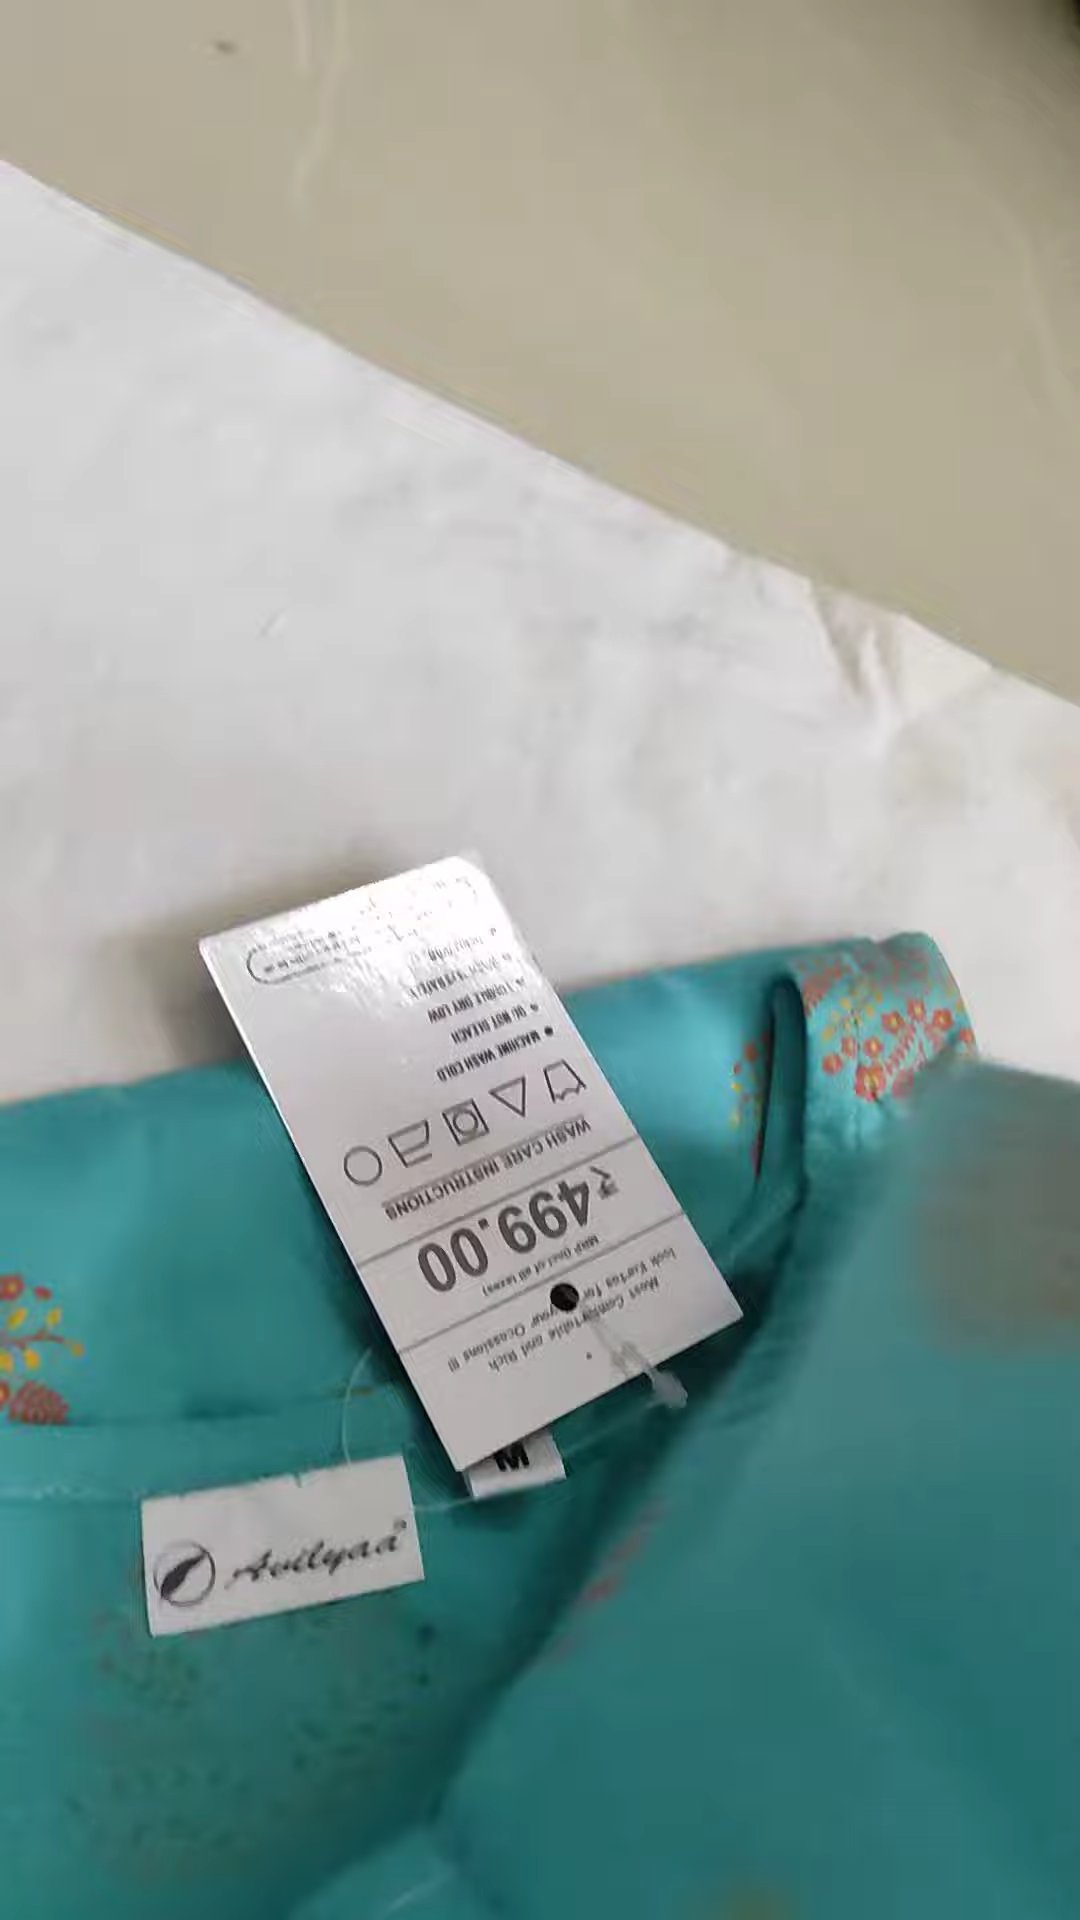 Most Comfortable and Rich
look Kurtas for your Ocassions !!!
MRP (incl of all taxes)
₹499.00
WASH CARE INSTRUCTIONS
MACHINE WASH COLD
DO NOT BLEACH
TUMBLE DRY LOW
M
Avilyaa